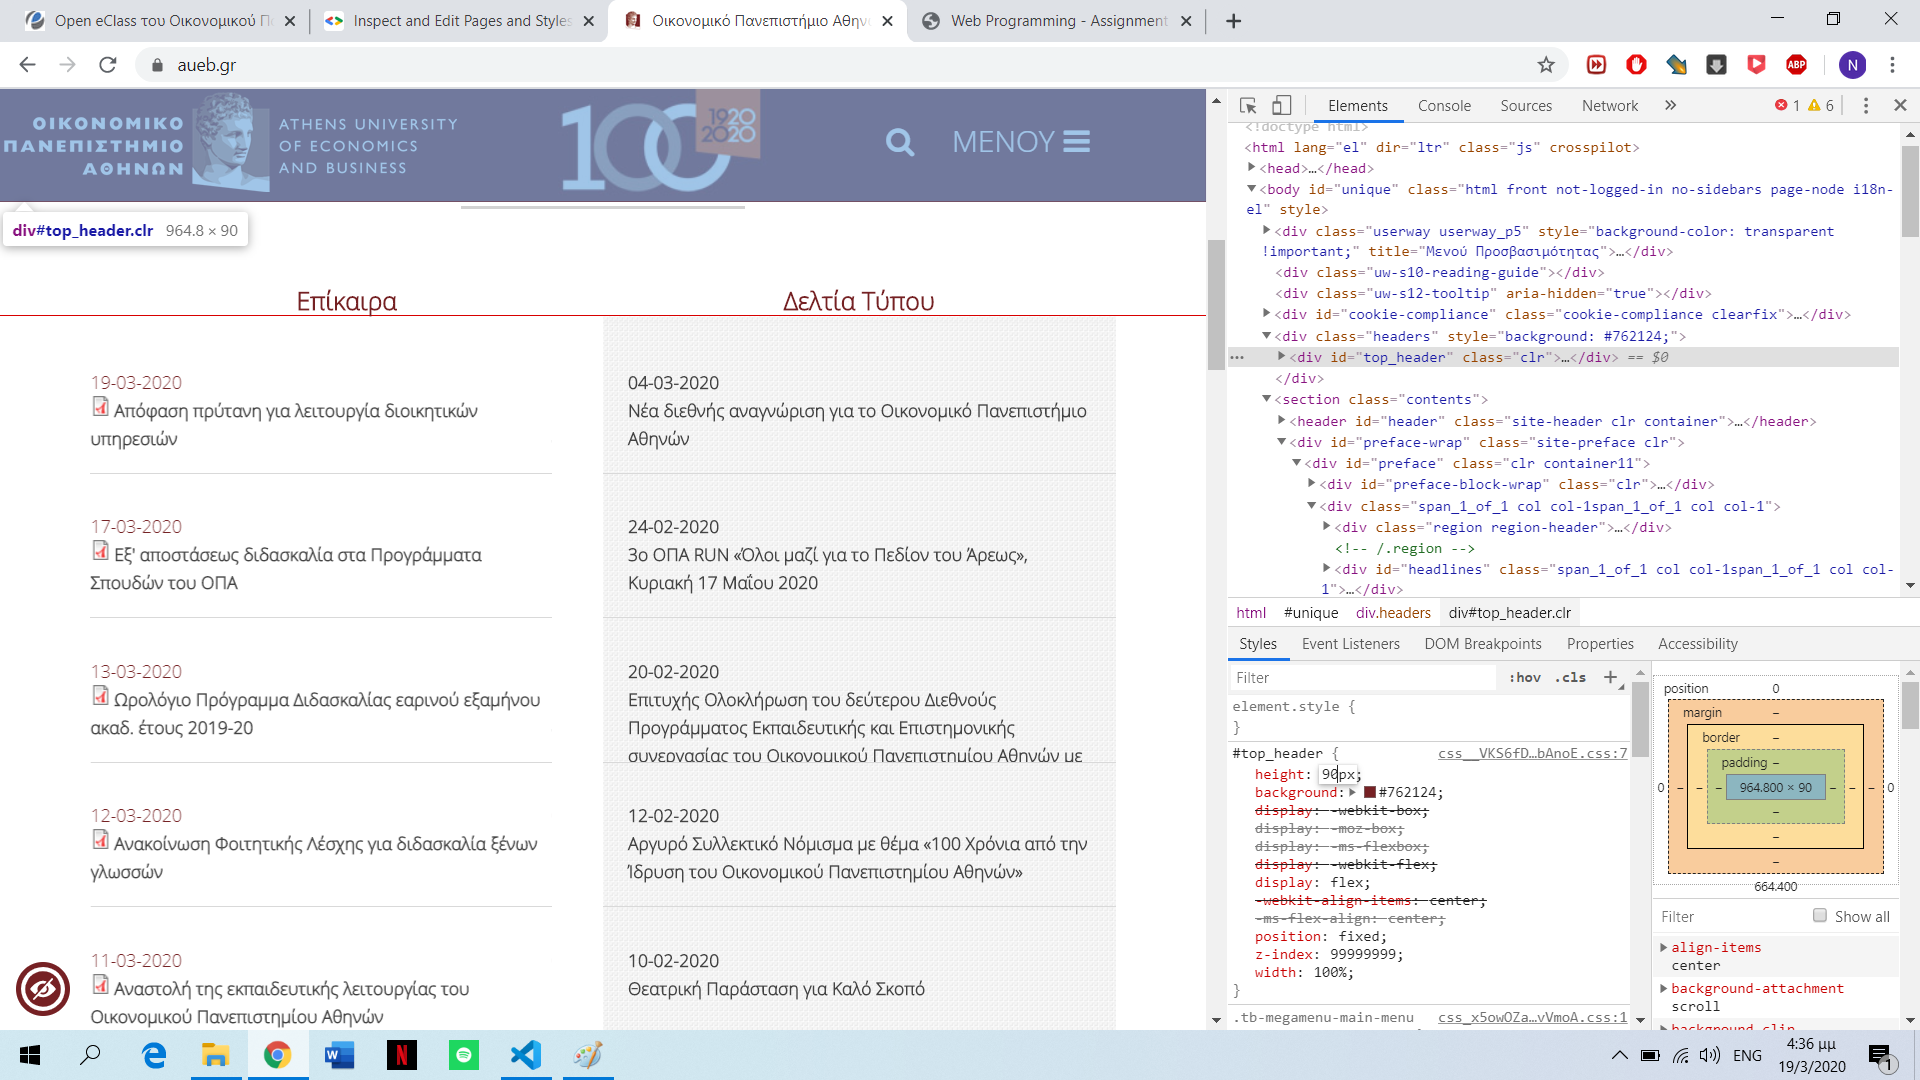 Open eClass του Οικονομικού Πα
Inspect and Edit Pages and Styles
Οικονομικό Πανεπιστήμιο Αθην
Web Programming - Assignment
aueb.gr
N
ΟΙΚΟΝΟΜΙΚΟ
ΠΑΝΕΠΙΣΤΗΜΙΟ
ΑΘΗΝΩΝ
ATHENS UNIVERSITY
OF ECONOMICS
AND BUSINESS
100
1920
2020
ΜΕΝΟΥ
div#top_header.clr 964.8 × 90
Επίκαιρα
Δελτία Τύπου
19-03-2020
Απόφαση πρύτανη για λειτουργία διοικητικών
υπηρεσιών
17-03-2020
Εξ' αποστάσεως διδασκαλία στα Προγράμματα
Σπουδών του ΟΠΑ
13-03-2020
Ωρολόγιο Πρόγραμμα Διδασκαλίας εαρινού εξαμήνου
ακαδ. έτους 2019-20
12-03-2020
Ανακοίνωση Φοιτητικής Λέσχης για διδασκαλία ξένων
γλωσσών
11-03-2020
Αναστολή της εκπαιδευτικής λειτουργίας του
Οικονομικού Πανεπιστημίου Αθηνών
04-03-2020
Νέα διεθνής αναγνώριση για το Οικονομικό Πανεπιστήμιο
Αθηνών
24-02-2020
3ο ΟΠΑ RUN «Όλοι μαζί για το Πεδίον του Άρεως»,
Κυριακή 17 Μαΐου 2020
20-02-2020
Επιτυχής Ολοκλήρωση του δεύτερου Διεθνούς
Προγράμματος Εκπαιδευτικής και Επιστημονικής
συνεργασίας του Οικονομικού Πανεπιστημίου Αθηνών με
12-02-2020
Αργυρό Συλλεκτικό Νόμισμα με θέμα «100 Χρόνια από την
Ίδρυση του Οικονομικού Πανεπιστημίου Αθηνών»
10-02-2020
Θεατρική Παράσταση για Καλό Σκοπό
Elements Console Sources Network » 1 6
<!doctype html>
<html lang="el" dir="ltr" class="js" crosspilot>
<head>…</head>
<body id="unique" class="html front not-logged-in no-sidebars page-node i18n-
el" style>
<div class="userway userway_p5" style="background-color: transparent
!important;" title="Μενού Προσβασιμότητας">…</div>
<div class="uw-s10-reading-guide"></div>
<div class="uw-s12-tooltip" aria-hidden="true"></div>
<div id="cookie-compliance" class="cookie-compliance clearfix">…</div>
<div class="headers" style="background: #762124;">
<div id="top_header" class="clr">…</div> == $0
</div>
<section class="contents">
<header id="header" class="site-header clr container">…</header>
<div id="preface-wrap" class="site-preface clr">
<div id="preface" class="clr container11">
<div id="preface-block-wrap" class="clr">…</div>
<div class="span_1_of_1 col col-1span_1_of_1 col col-1">
<div class="region region-header">…</div>
<!-- /.region -->
<div id="headlines" class="span_1_of_1 col col-1span_1_of_1 col col-
1">…</div>
html #unique div.headers div#top_header.clr
Styles Event Listeners DOM Breakpoints Properties Accessibility
Filter :hov .cls +
element.style {
}
#top_header { css__VKS6fD…bAnoE.css:7
height: 90px;
background: #762124;
display: -webkit-box;
display: -moz-box;
display: -ms-flexbox;
display: -webkit-flex;
display: flex;
-webkit-align-items: center;
-ms-flex-align: center;
position: fixed;
z-index: 99999999;
width: 100%;
}
.tb-megamenu-main-menu css_x5owOZa…vVmoA.css:1
position 0
margin –
border –
padding –
0 – – – 964.800 × 90 – – – 0
–
–
–
664.400
Filter Show all
align-items
center
background-attachment
scroll
background-clip
ENG
4:36 μμ
19/3/2020
1